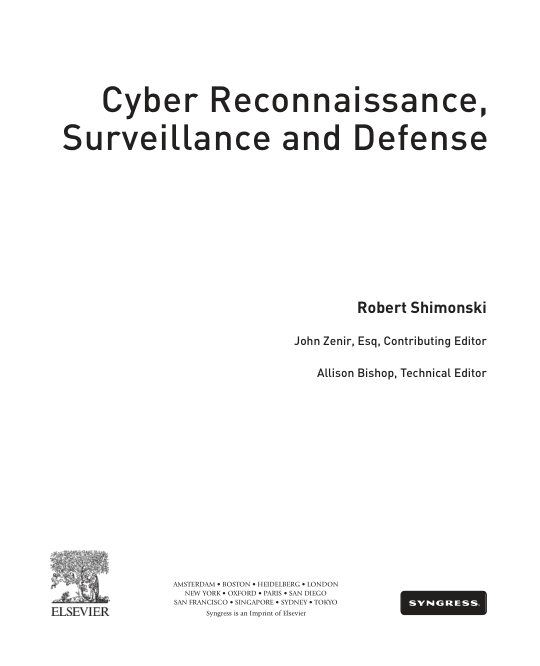 Cyber Reconnaissance,
Surveillance and Defense
Robert Shimonski
John Zenir, Esq, Contributing Editor
Allison Bishop, Technical Editor
ELSEVIER
AMSTERDAM • BOSTON • HEIDELBERG • LONDON
NEW YORK • OXFORD • PARIS • SAN DIEGO
SAN FRANCISCO • SINGAPORE • SYDNEY • TOKYO
Syngress is an Imprint of Elsevier
SYNGRESS